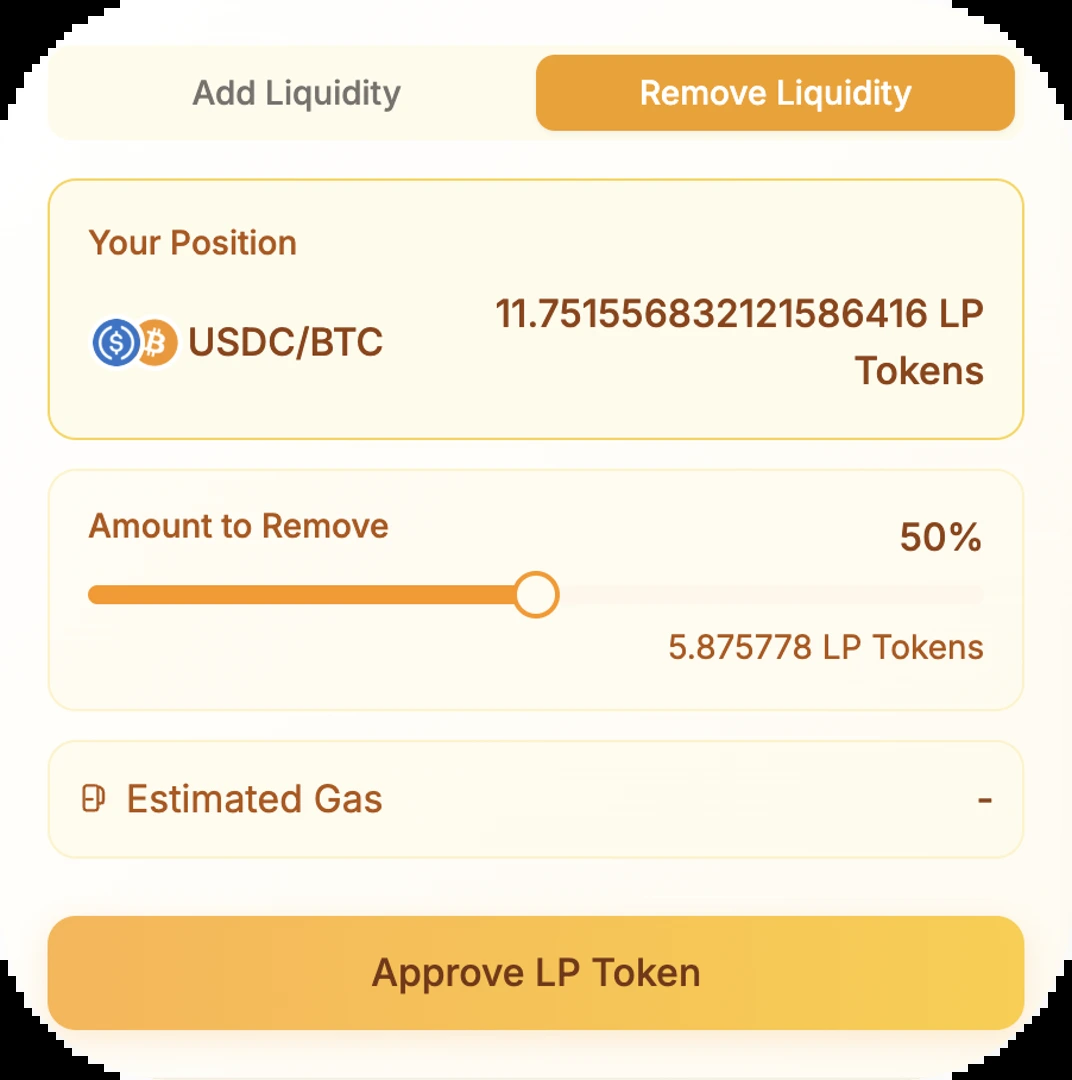 Add Liquidity
Remove Liquidity
Your Position
USDC/BTC
11.751556832121586416 LP
Tokens
Amount to Remove
50%
5.875778 LP Tokens
Estimated Gas
-
Approve LP Token